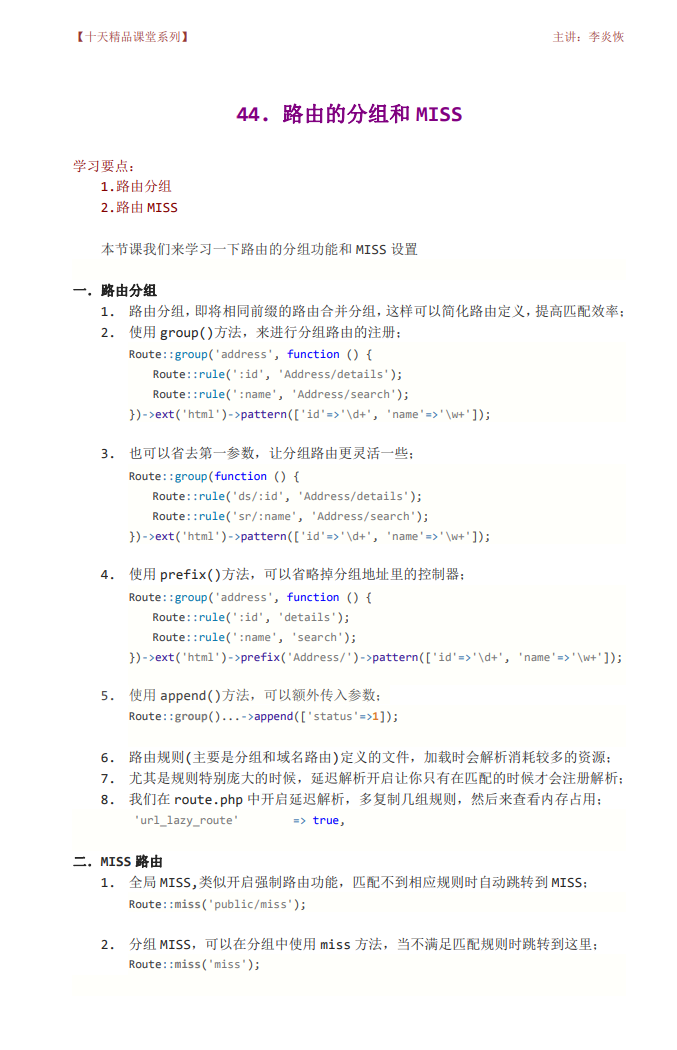 【十天精品课堂系列】 主讲：李炎恢
44．路由的分组和 MISS
学习要点：
1.路由分组
2.路由 MISS
本节课我们来学习一下路由的分组功能和 MISS 设置
一．路由分组
1. 路由分组，即将相同前缀的路由合并分组，这样可以简化路由定义，提高匹配效率；
2. 使用 group()方法，来进行分组路由的注册；
Route::group('address', function () {
Route::rule(':id', 'Address/details');
Route::rule(':name', 'Address/search');
})->ext('html')->pattern(['id'=>'\d+', 'name'=>'\w+']);
3. 也可以省去第一参数，让分组路由更灵活一些；
Route::group(function () {
Route::rule('ds/:id', 'Address/details');
Route::rule('sr/:name', 'Address/search');
})->ext('html')->pattern(['id'=>'\d+', 'name'=>'\w+']);
4. 使用 prefix()方法，可以省略掉分组地址里的控制器；
Route::group('address', function () {
Route::rule(':id', 'details');
Route::rule(':name', 'search');
})->ext('html')->prefix('Address/')->pattern(['id'=>'\d+', 'name'=>'\w+']);
5. 使用 append()方法，可以额外传入参数；
Route::group()...->append(['status'=>1]);
6. 路由规则(主要是分组和域名路由)定义的文件，加载时会解析消耗较多的资源；
7. 尤其是规则特别庞大的时候，延迟解析开启让你只有在匹配的时候才会注册解析；
8. 我们在 route.php 中开启延迟解析，多复制几组规则，然后来查看内存占用；
'url_lazy_route' => true,
二．MISS 路由
1. 全局 MISS,类似开启强制路由功能，匹配不到相应规则时自动跳转到 MISS；
Route::miss('public/miss');
2. 分组 MISS，可以在分组中使用 miss 方法，当不满足匹配规则时跳转到这里；
Route::miss('miss');